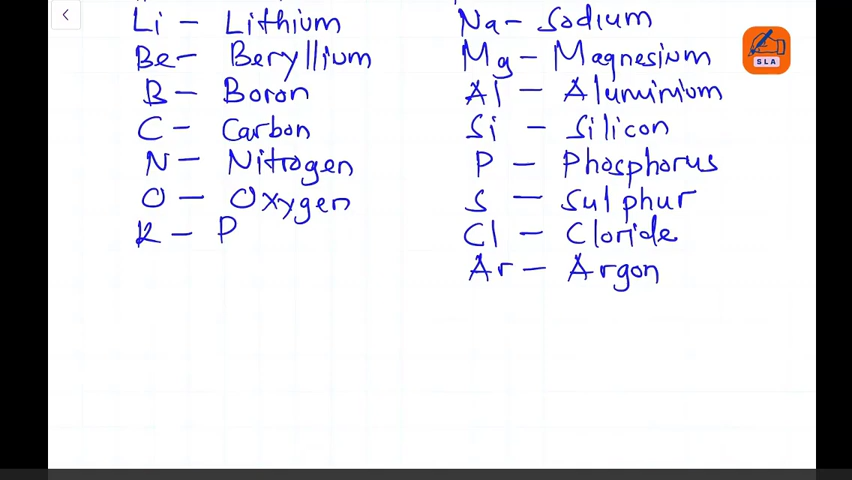 Li - Lithium
Be - Beryllium
B - Boron
C - Carbon
N - Nitrogen
O - Oxygen
K - P
Na - Sodium
Mg - Magnesium
Al - Aluminium
Si - Silicon
P - Phosphorus
S - Sulphur
Cl - Cloride
Ar - Argon
SLA